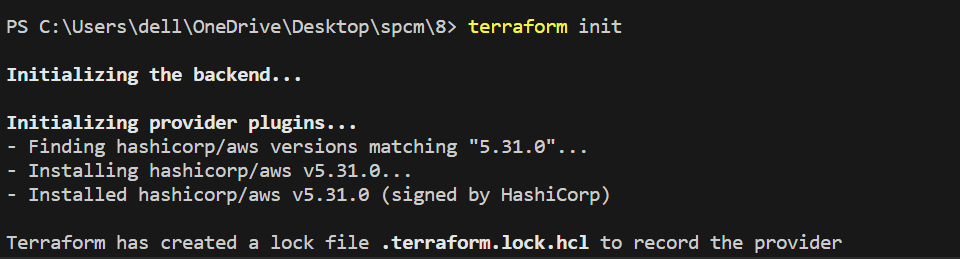 PS C:\Users\dell\OneDrive\Desktop\spcm\8> terraform init
Initializing the backend...
Initializing provider plugins...
- Finding hashicorp/aws versions matching "5.31.0"...
- Installing hashicorp/aws v5.31.0...
- Installed hashicorp/aws v5.31.0 (signed by HashiCorp)
Terraform has created a lock file .terraform.lock.hcl to record the provider